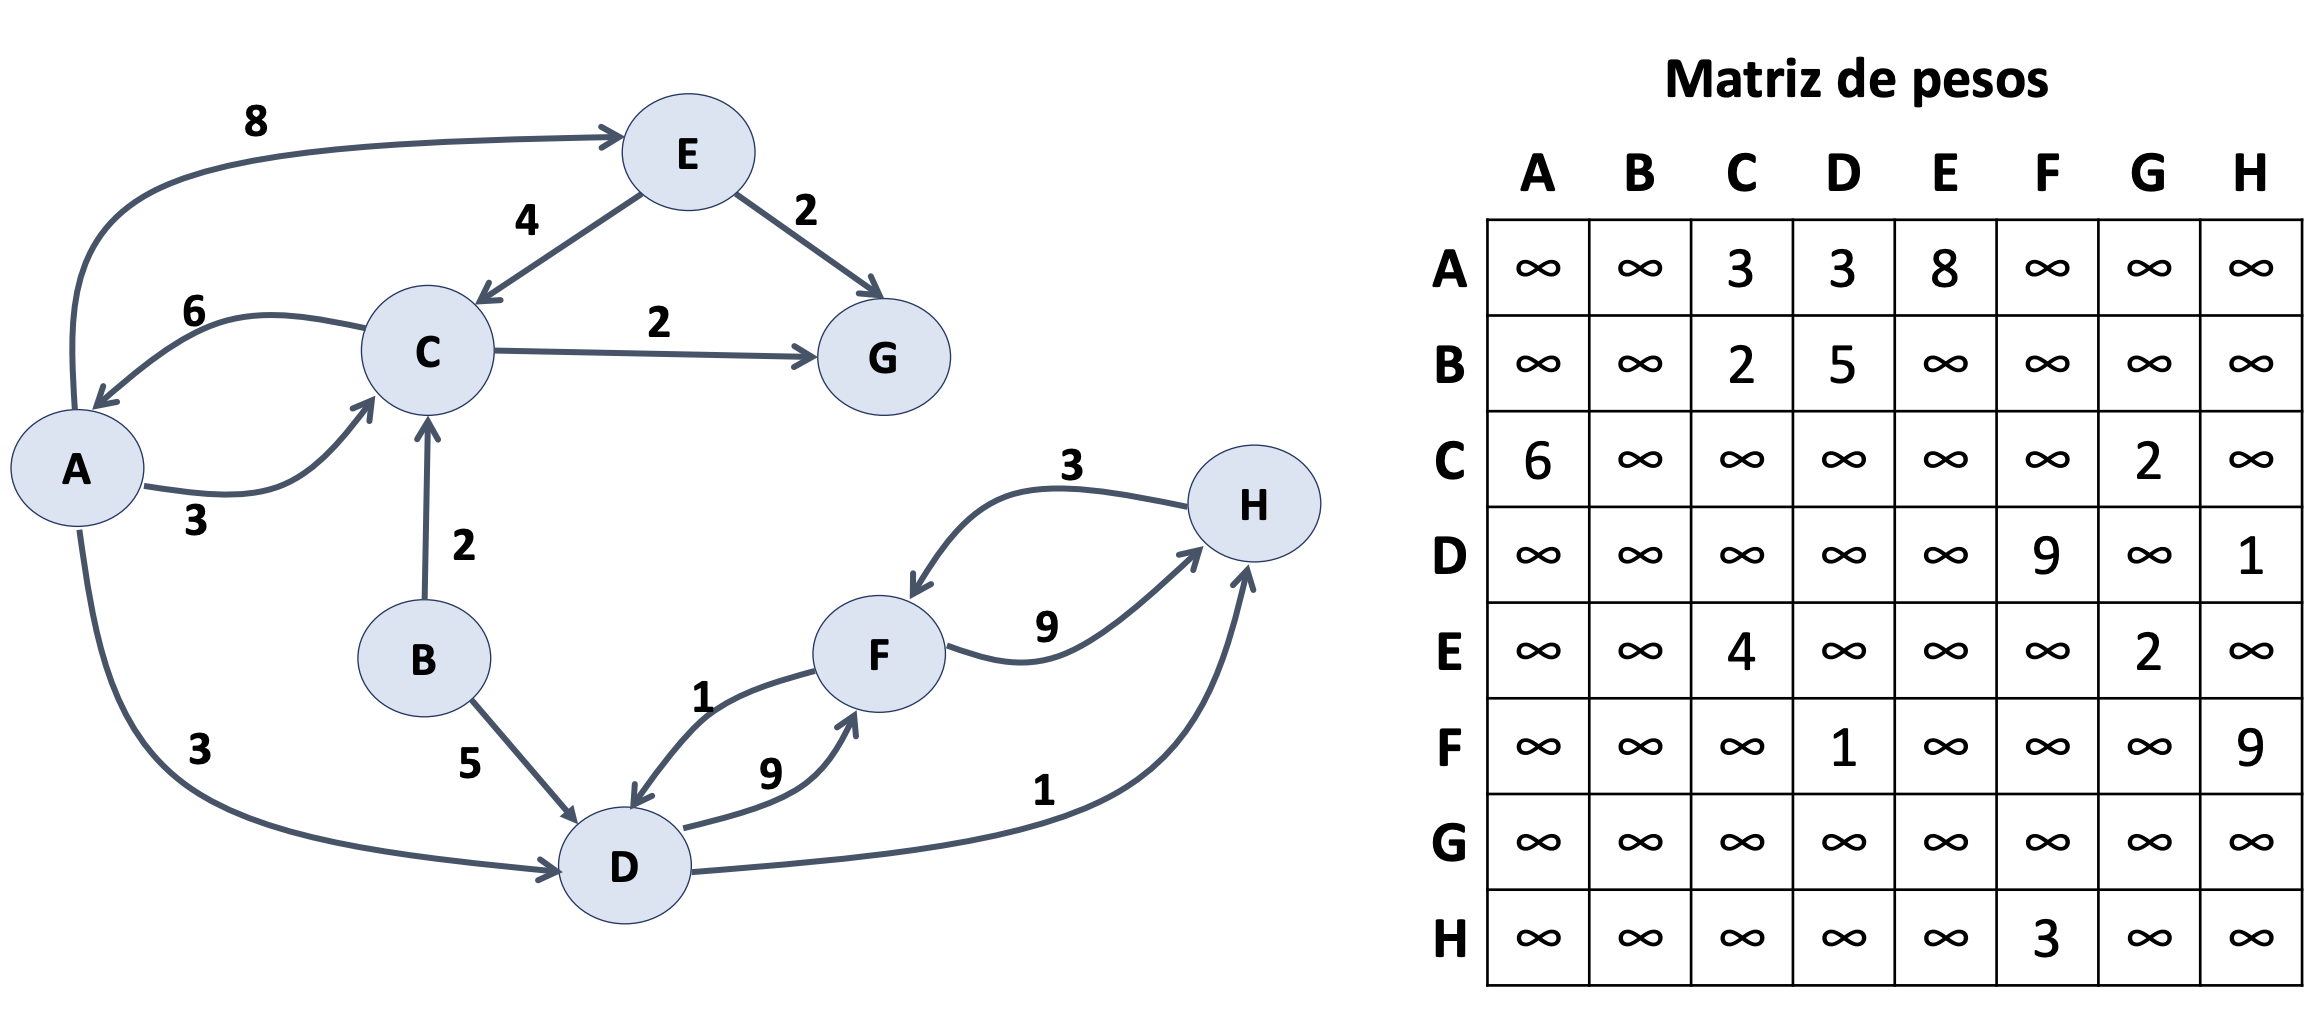 8
E
4
2
6
C
2
G
A
3
3
H
2
B
F
9
1
3
5
9
1
D
Matriz de pesos
A B C D E F G H
A ∞ ∞ 3 3 8 ∞ ∞ ∞
B ∞ ∞ 2 5 ∞ ∞ ∞ ∞
C 6 ∞ ∞ ∞ ∞ ∞ 2 ∞
D ∞ ∞ ∞ ∞ ∞ 9 ∞ 1
E ∞ ∞ 4 ∞ ∞ ∞ 2 ∞
F ∞ ∞ ∞ 1 ∞ ∞ ∞ 9
G ∞ ∞ ∞ ∞ ∞ ∞ ∞ ∞
H ∞ ∞ ∞ ∞ ∞ 3 ∞ ∞